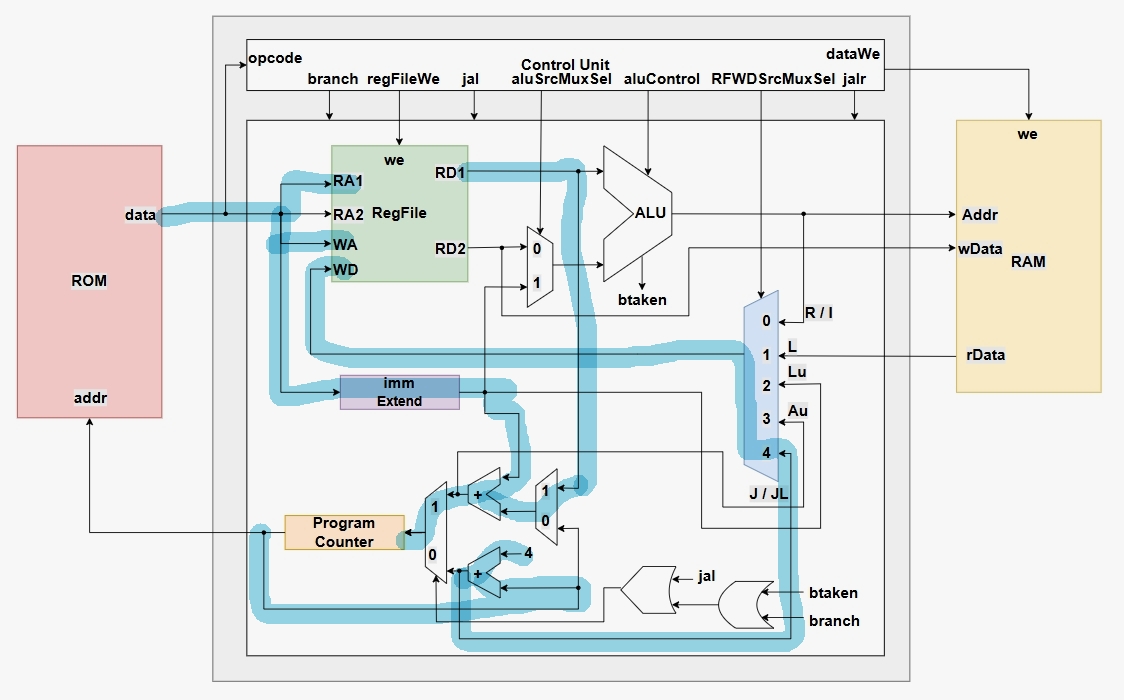 opcode
Control Unit
dataWe
branch
regFileWe
jal
aluSrcMuxSel
aluControl
RFWDSrcMuxSel
jalr
we
we
RA1
RD1
data
RA2
RegFile
ALU
Addr
WA
RD2
0
wData
ROM
WD
RAM
1
btaken
0
R / I
1
L
rData
imm
Extend
2
Lu
addr
3
Au
4
1
J / JL
+
1
0
Program
Counter
0
4
+
jal
btaken
branch